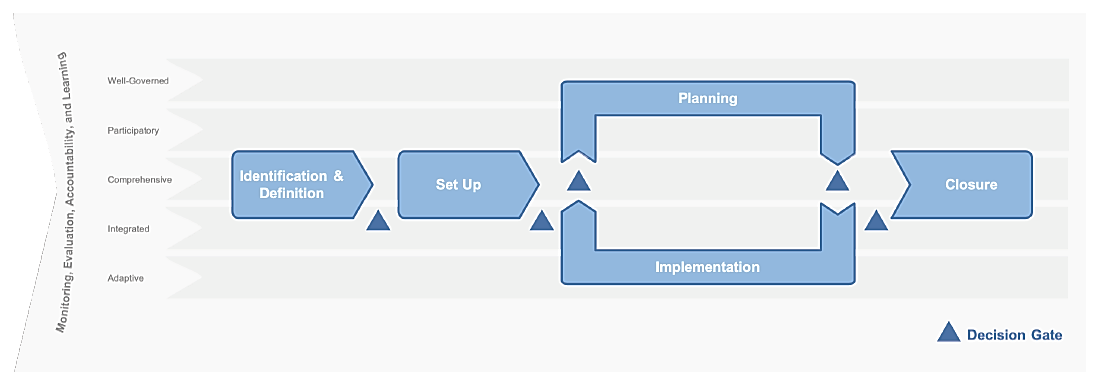 Monitoring, Evaluation, Accountability, and Learning
Well-Governed
Participatory
Comprehensive
Integrated
Adaptive
Identification &
Definition
Set Up
Planning
Implementation
Closure
Decision Gate